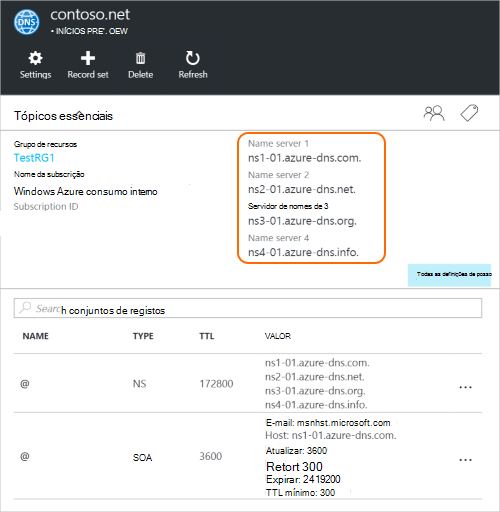 DNS
contoso.net
• INÍCIOS PRE'. OEW
Settings
Record set
Delete
Refresh
Tópicos essenciais
Grupo de recursos
TestRG1
Nome da subscrição
Windows Azure consumo interno
Subscription ID
Name server 1
ns1-01.azure-dns.com.
Name server 2
ns2-01.azure-dns.net.
Servidor de nomes de 3
ns3-01.azure-dns.org.
Name server 4
ns4-01.azure-dns.info.
Todas as definições de posso
Search conjuntos de registos
NAME TYPE TTL VALOR
@ NS 172800
ns1-01.azure-dns.com.
ns2-01.azure-dns.net.
ns3-01.azure-dns.org.
ns4-01.azure-dns.info.
...
@ SOA 3600
E-mail: msnhst.microsoft.com
Host: ns1-01.azure-dns.com.
Atualizar: 3600
Retort 300
Expirar: 2419200
TTL mínimo: 300
...